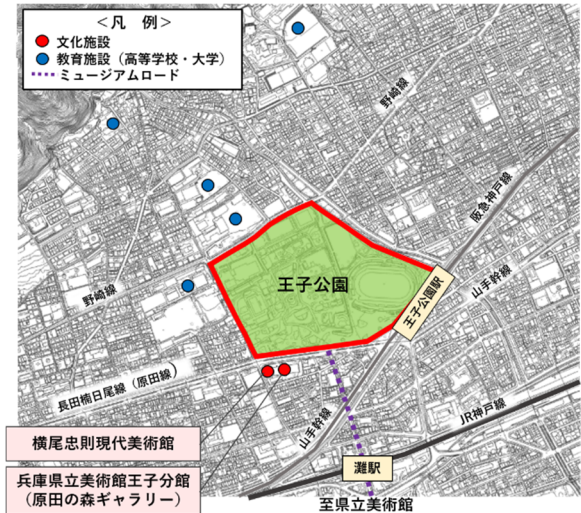 ＜凡　例＞
文化施設
教育施設（高等学校・大学）
ミュージアムロード
野崎線
阪急神戸線
王子公園
王子公園駅
山手幹線
野崎線
長田楠日尾線（原田線）
山手幹線
JR神戸線
横尾忠則現代美術館
灘駅
兵庫県立美術館王子分館
（原田の森ギャラリー）
至県立美術館